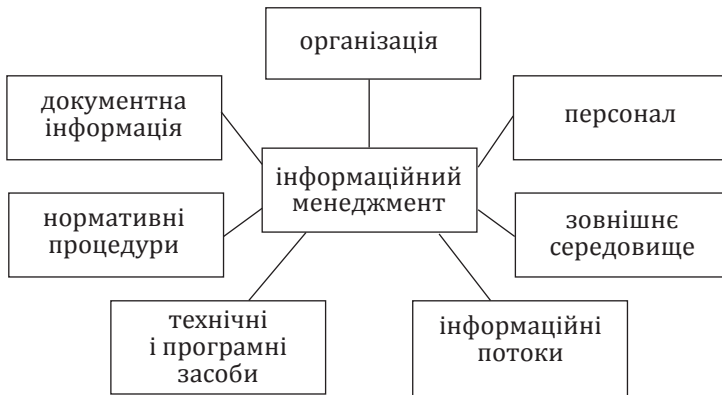 організація
документна
інформація
персонал
інформаційний
менеджмент
нормативні
процедури
зовнішнє
середовище
технічні
і програмні
засоби
інформаційні
потоки